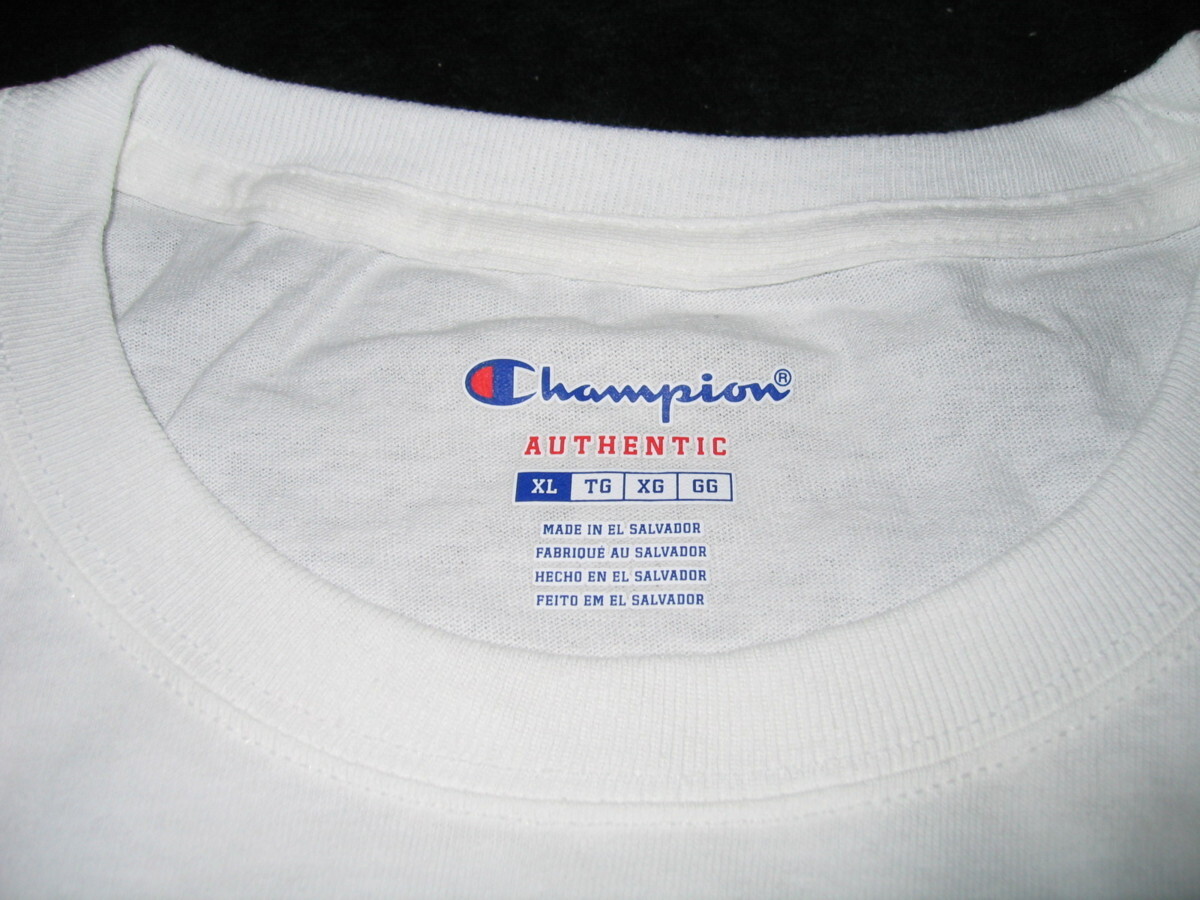 Champion®
AUTHENTIC
XL TG XG GG
MADE IN EL SALVADOR
FABRIQUÉ AU SALVADOR
HECHO EN EL SALVADOR
FEITO EM EL SALVADOR